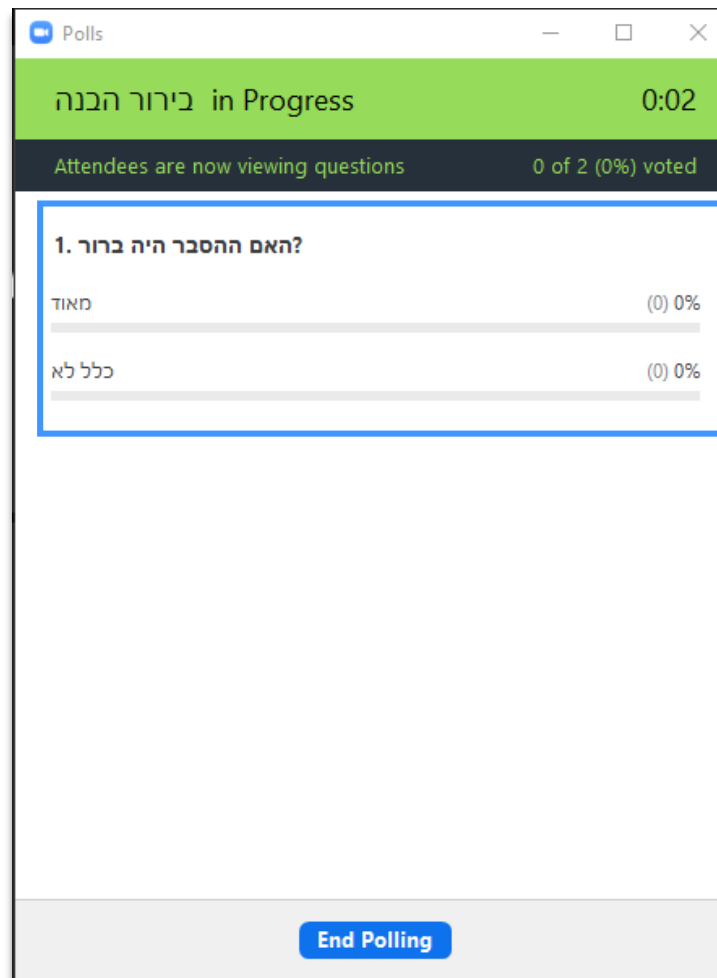 Polls
בירור הבנה in Progress 0:02
Attendees are now viewing questions 0 of 2 (0%) voted
1. האם ההסבר היה ברור?
מאוד (0) 0%
כלל לא (0) 0%
End Polling